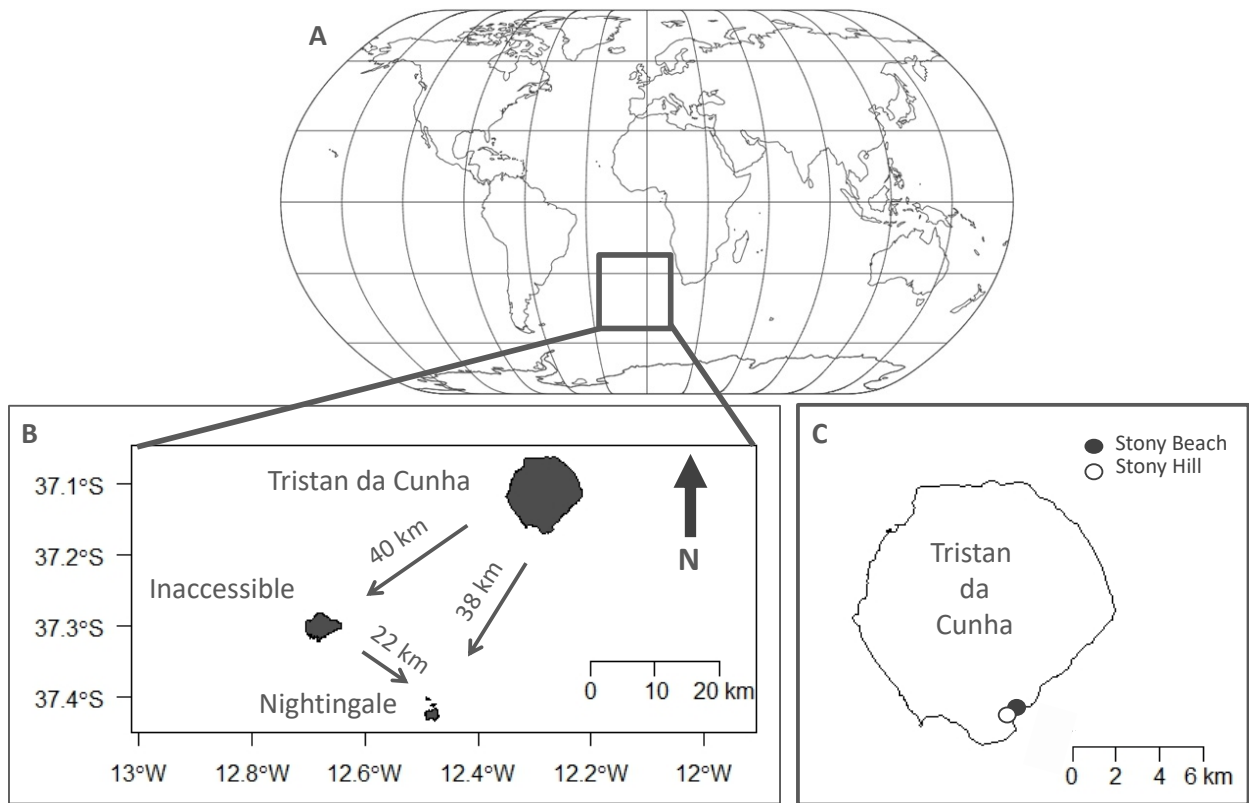 A
B
Tristan da Cunha
40 km
38 km
Inaccessible
22 km
Nightingale
N
0 10 20 km
37.1°S
37.2°S
37.3°S
37.4°S
13°W 12.8°W 12.6°W 12.4°W 12.2°W 12°W
C
Stony Beach
Stony Hill
Tristan
da
Cunha
0 2 4 6 km